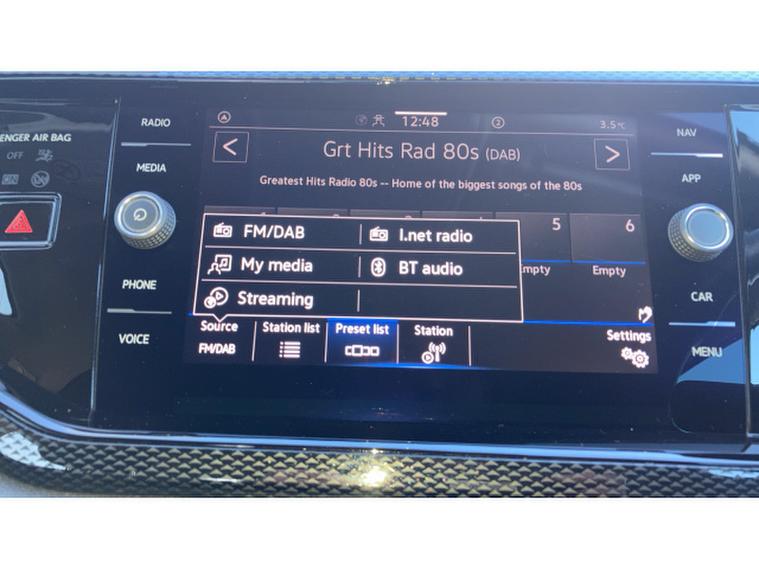 ENGER AIR BAG
OFF
ON
RADIO
MEDIA
PHONE
VOICE
12:48
2
3.5°C
< Grt Hits Rad 80s (DAB) >
Greatest Hits Radio 80s -- Home of the biggest songs of the 80s
5 6
mpty Empty
FM/DAB I.net radio
My media BT audio
Streaming
Source Station list Preset list Station Settings
FM/DAB
NAV
APP
CAR
MENU